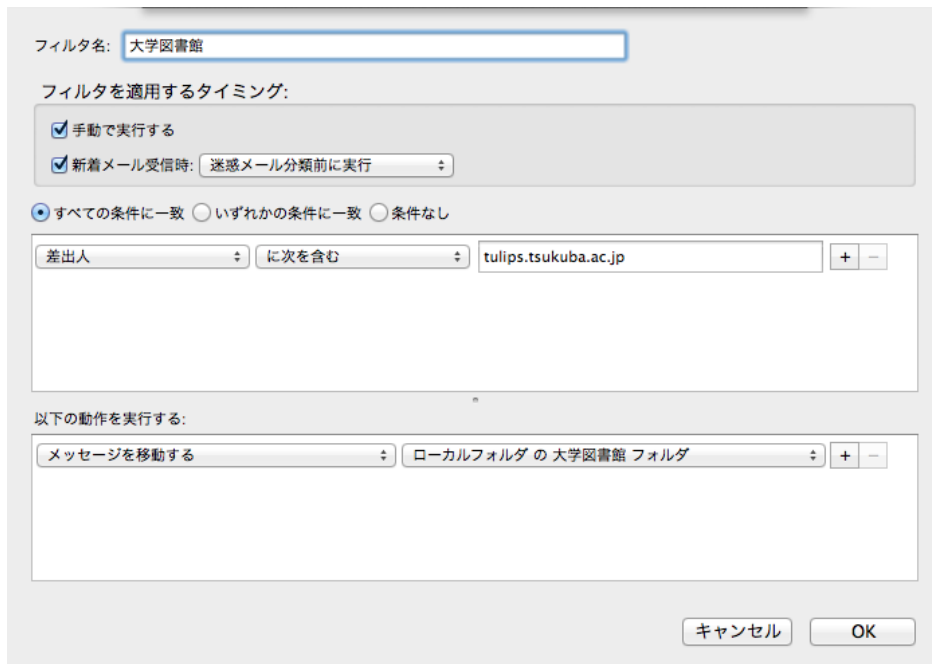 フィルタ名: 大学図書館
フィルタを適用するタイミング:
手動で実行する
新着メール受信時: 迷惑メール分類前に実行
すべての条件に一致 いずれかの条件に一致 条件なし
差出人 に次を含む tulips.tsukuba.ac.jp + −
以下の動作を実行する:
メッセージを移動する ローカルフォルダ の 大学図書館 フォルダ + −
キャンセル OK